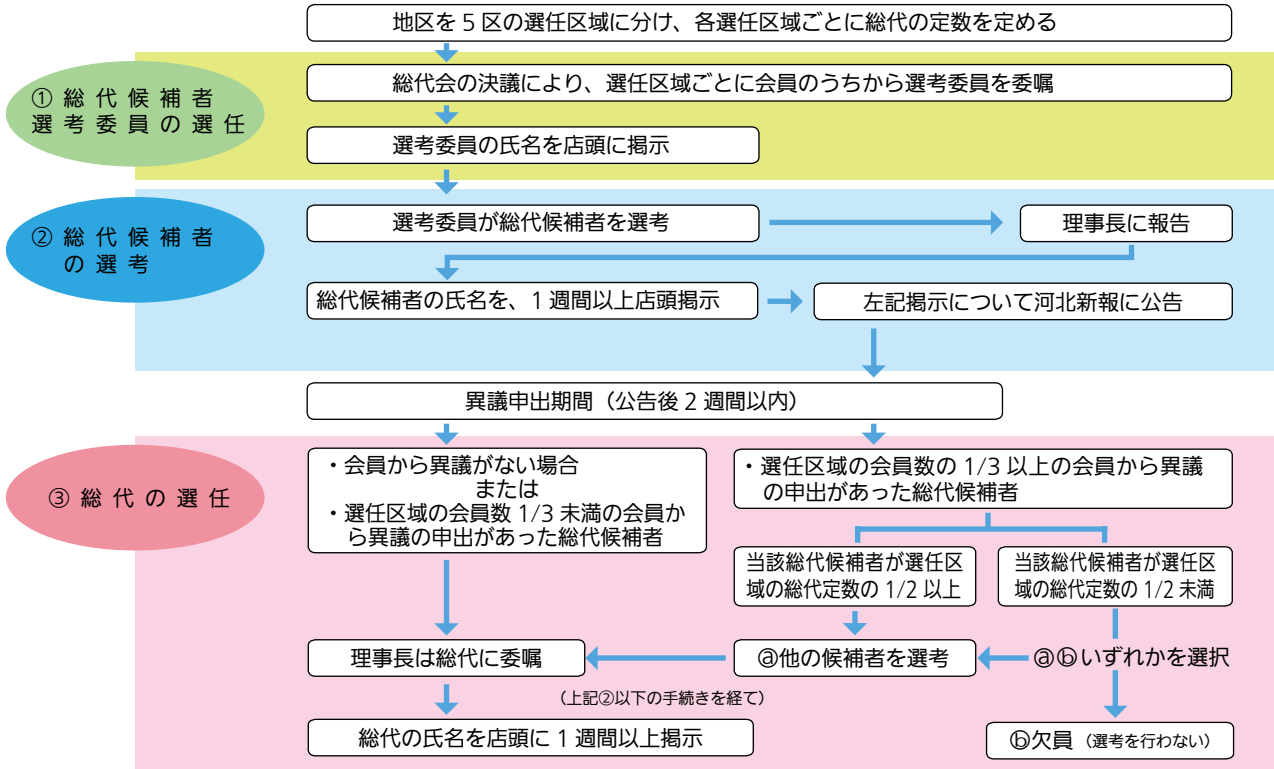 地区を5区の選任区域に分け、各選任区域ごとに総代の定数を定める
①総代候補者
選考委員の選任
総代会の決議により、選任区域ごとに会員のうちから選考委員を委嘱
選考委員の氏名を店頭に掲示
②総代候補者
の選考
選考委員が総代候補者を選考
理事長に報告
総代候補者の氏名を、1週間以上店頭掲示
左記掲示について河北新報に公告
異議申出期間（公告後2週間以内）
③総代の選任
・会員から異議がない場合
または
・選任区域の会員数1/3未満の会員か
ら異議の申出があった総代候補者
・選任区域の会員数の1/3以上の会員から異議
の申出があった総代候補者
当該総代候補者が選任区
域の総代定数の1/2以上
当該総代候補者が選任区
域の総代定数の1/2未満
理事長は総代に委嘱
ⓐ他の候補者を選考
ⓐⓑいずれかを選択
（上記②以下の手続きを経て）
総代の氏名を店頭に1週間以上掲示
ⓑ欠員（選考を行わない）